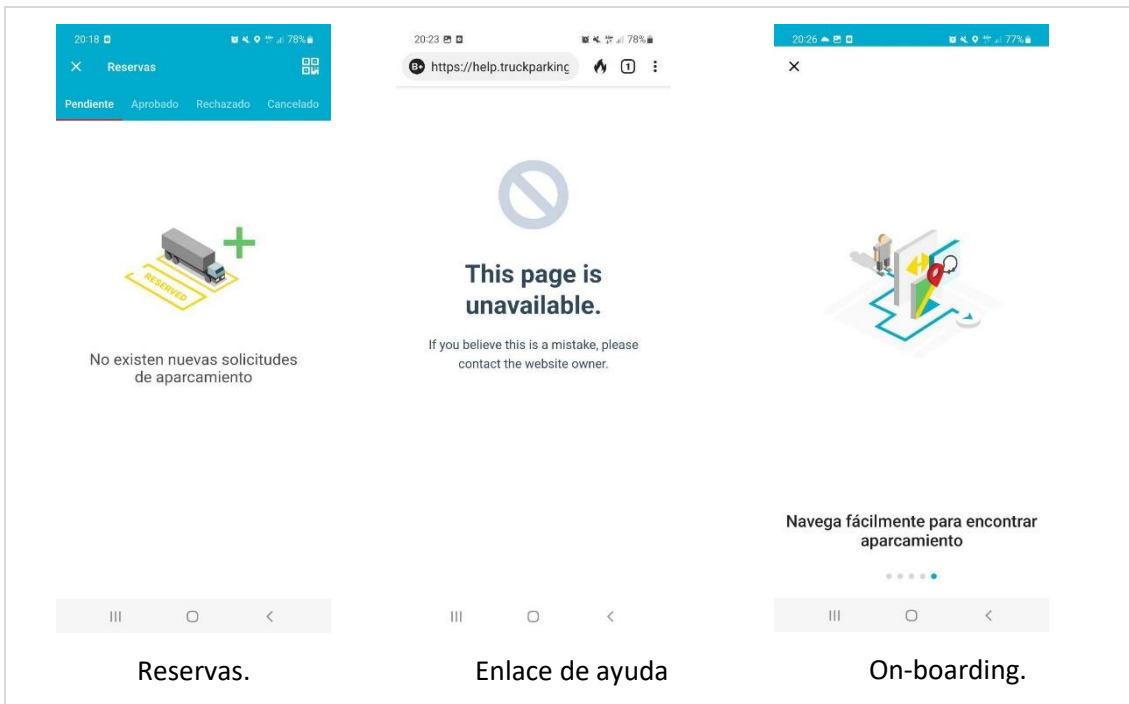 20:18
78%
Reservas
Pendiente Aprobado Rechazado Cancelado
RESERVED
No existen nuevas solicitudes
de aparcamiento
Reservas.
20:23
78%
B+ https://help.truckparking 1
This page is
unavailable.
If you believe this is a mistake, please
contact the website owner.
Enlace de ayuda
20:26
77%
Navega fácilmente para encontrar
aparcamiento
On-boarding.